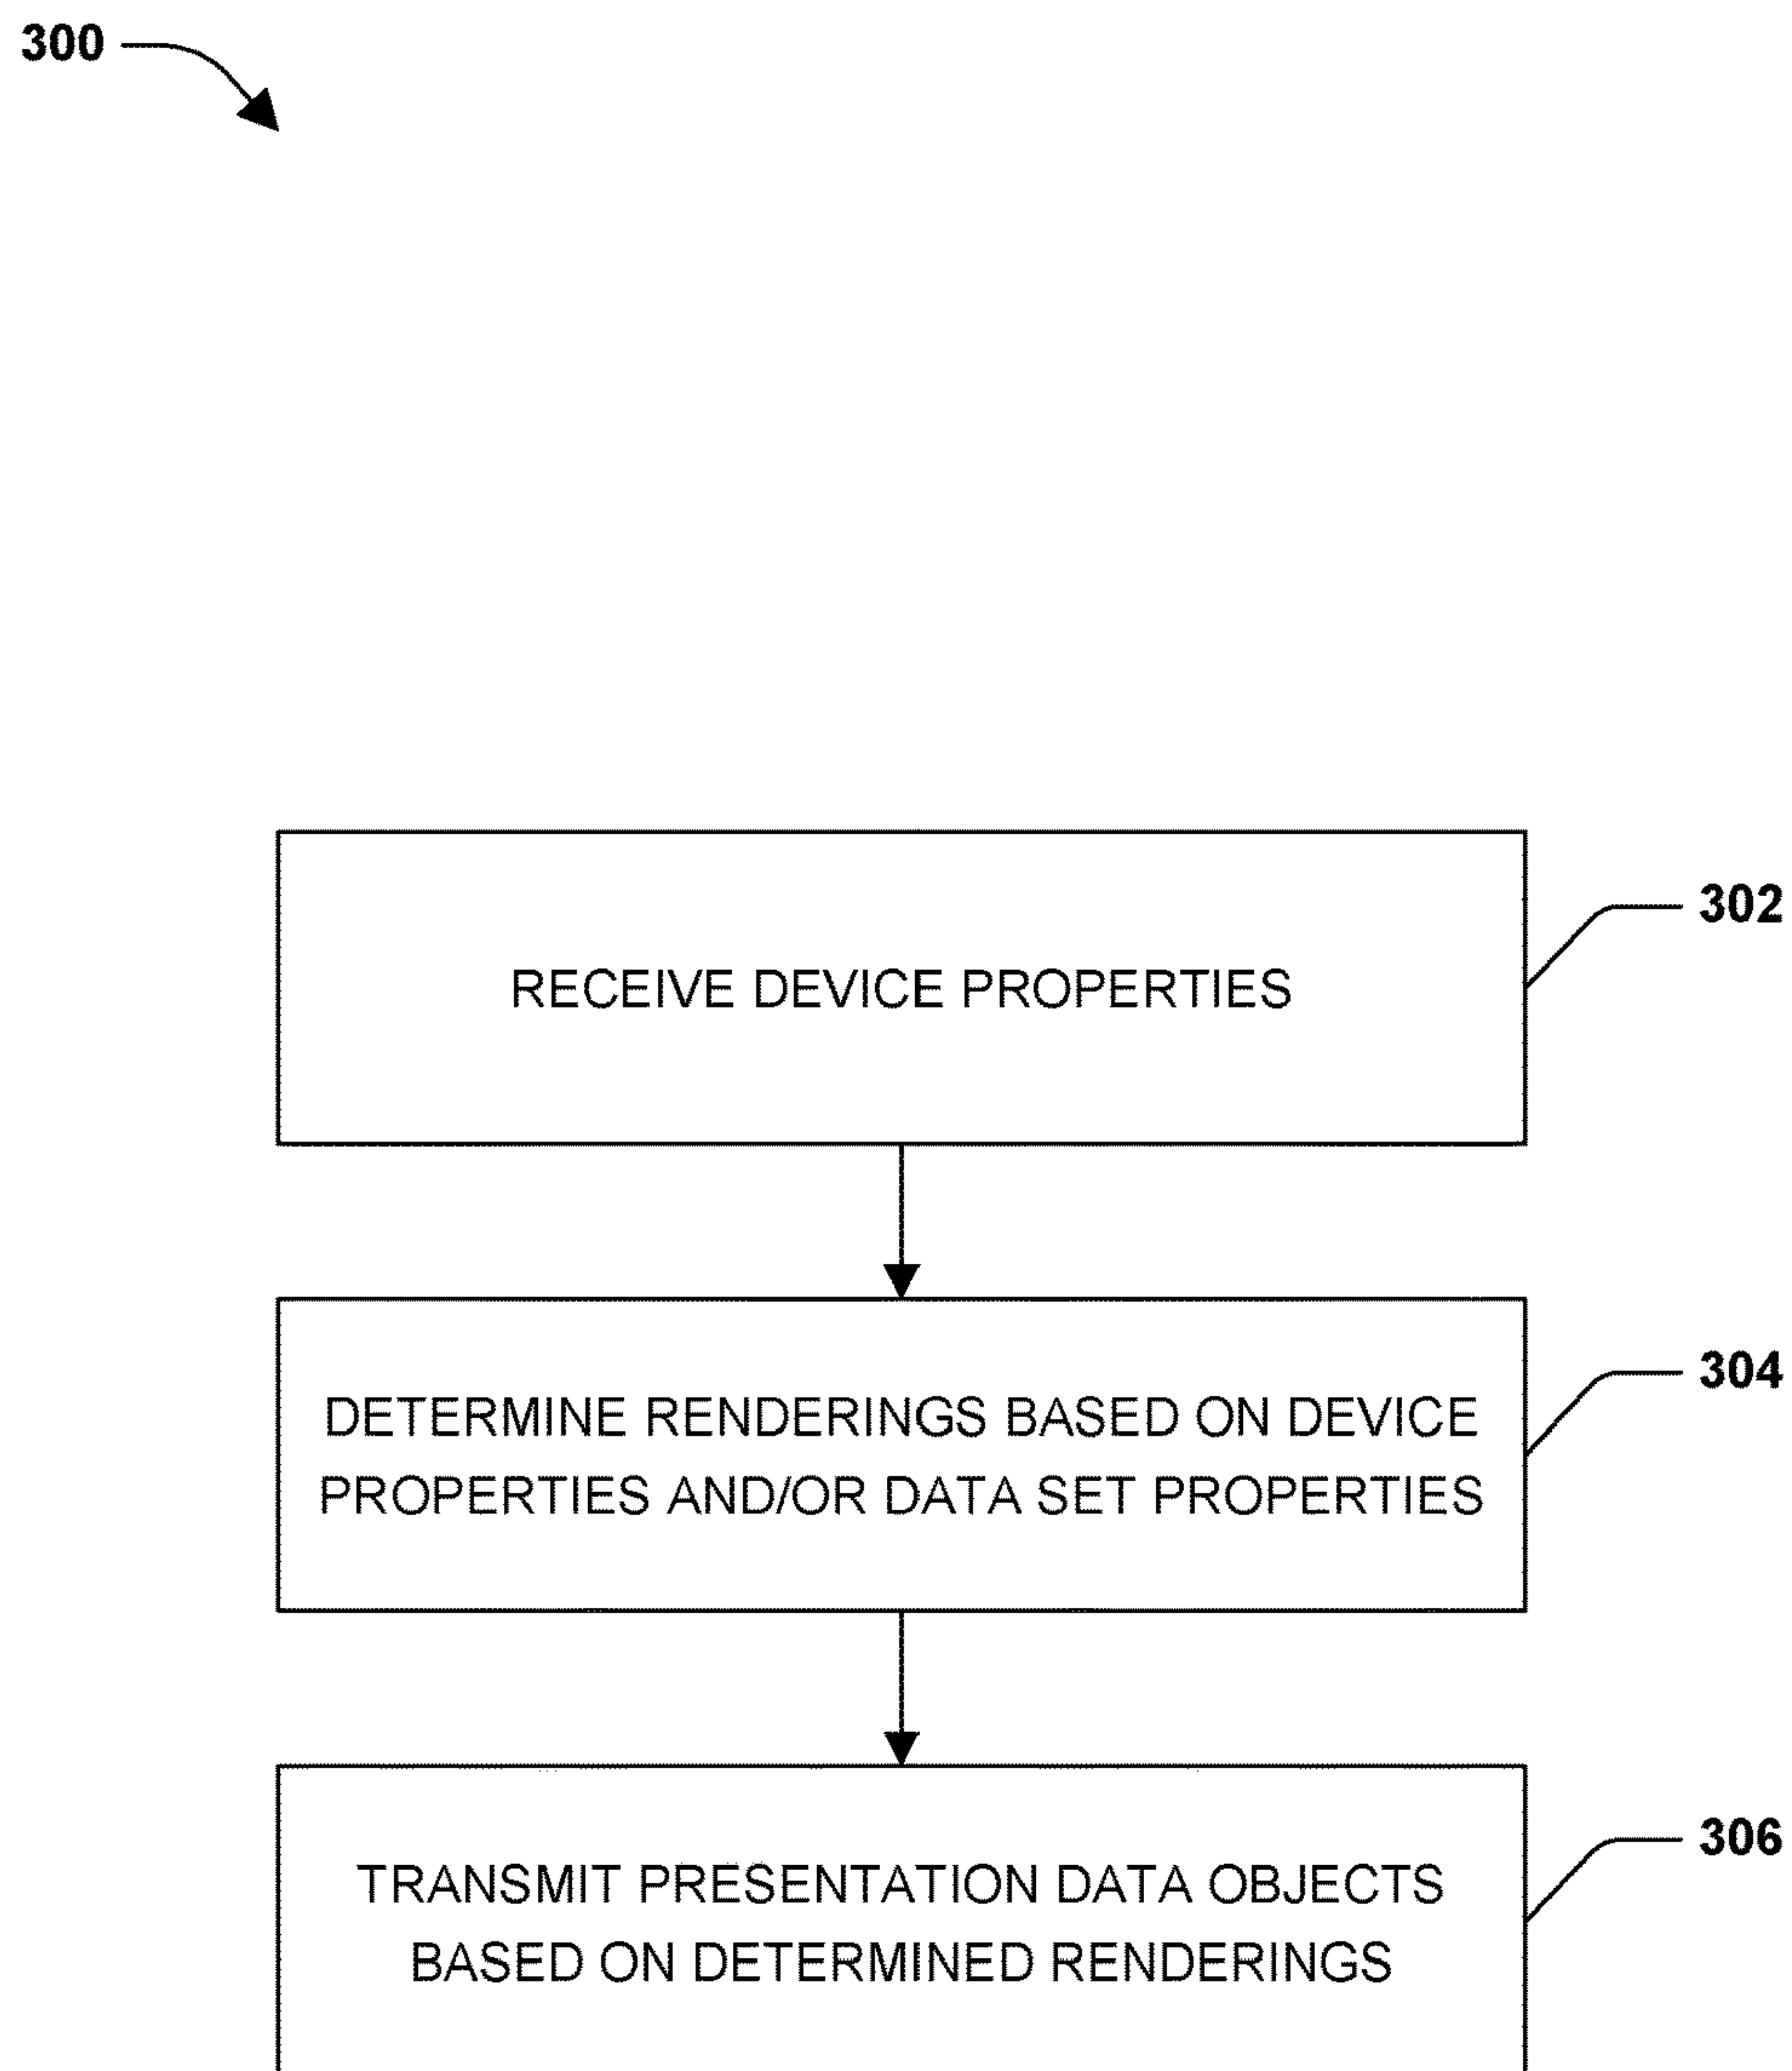 300
RECEIVE DEVICE PROPERTIES
302
DETERMINE RENDERINGS BASED ON DEVICE
PROPERTIES AND/OR DATA SET PROPERTIES
304
TRANSMIT PRESENTATION DATA OBJECTS
BASED ON DETERMINED RENDERINGS
306